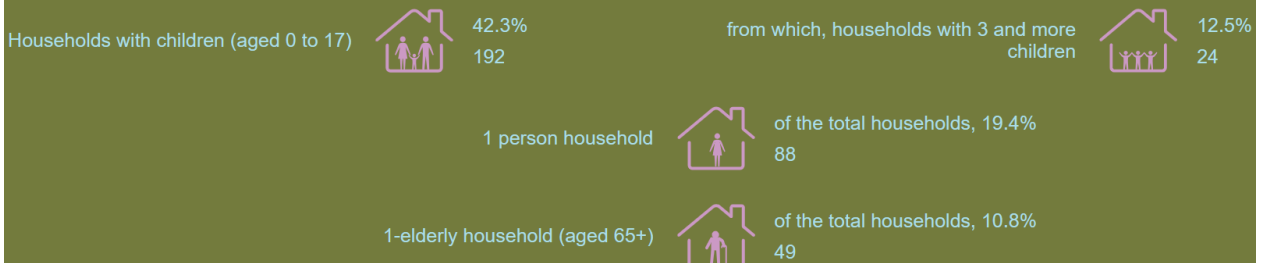 Households with children (aged 0 to 17)
42.3%
192
from which, households with 3 and more
children
12.5%
24
1 person household
of the total households, 19.4%
88
1-elderly household (aged 65+)
of the total households, 10.8%
49